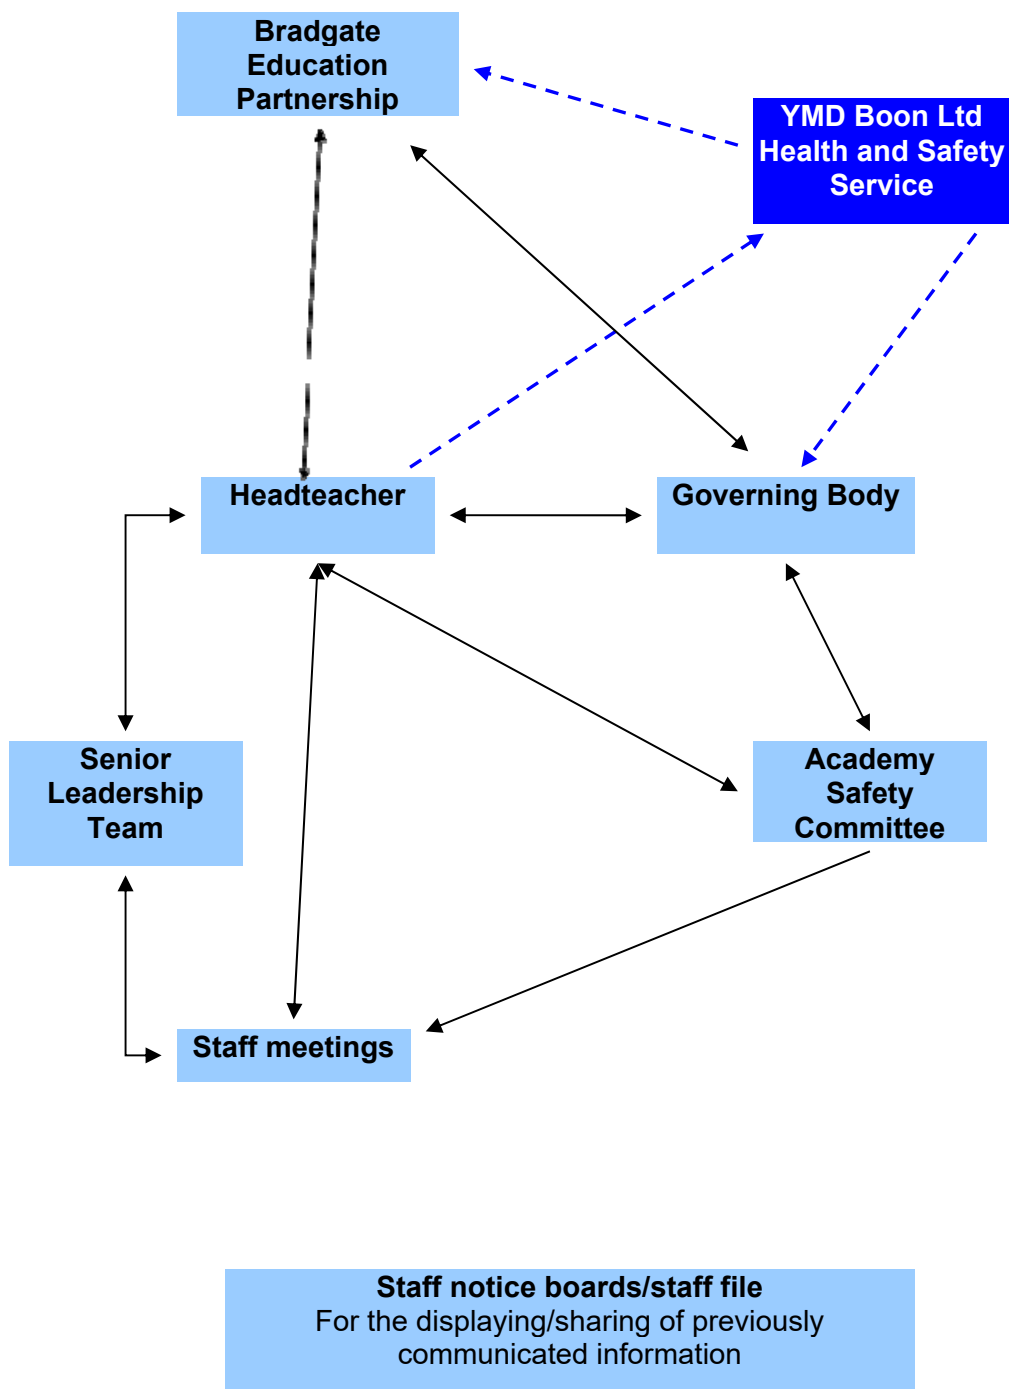 Bradgate
Education
Partnership
YMD Boon Ltd
Health and Safety
Service
Headteacher
Governing Body
Senior
Leadership
Team
Academy
Safety
Committee
Staff meetings
Staff notice boards/staff file
For the displaying/sharing of previously
communicated information